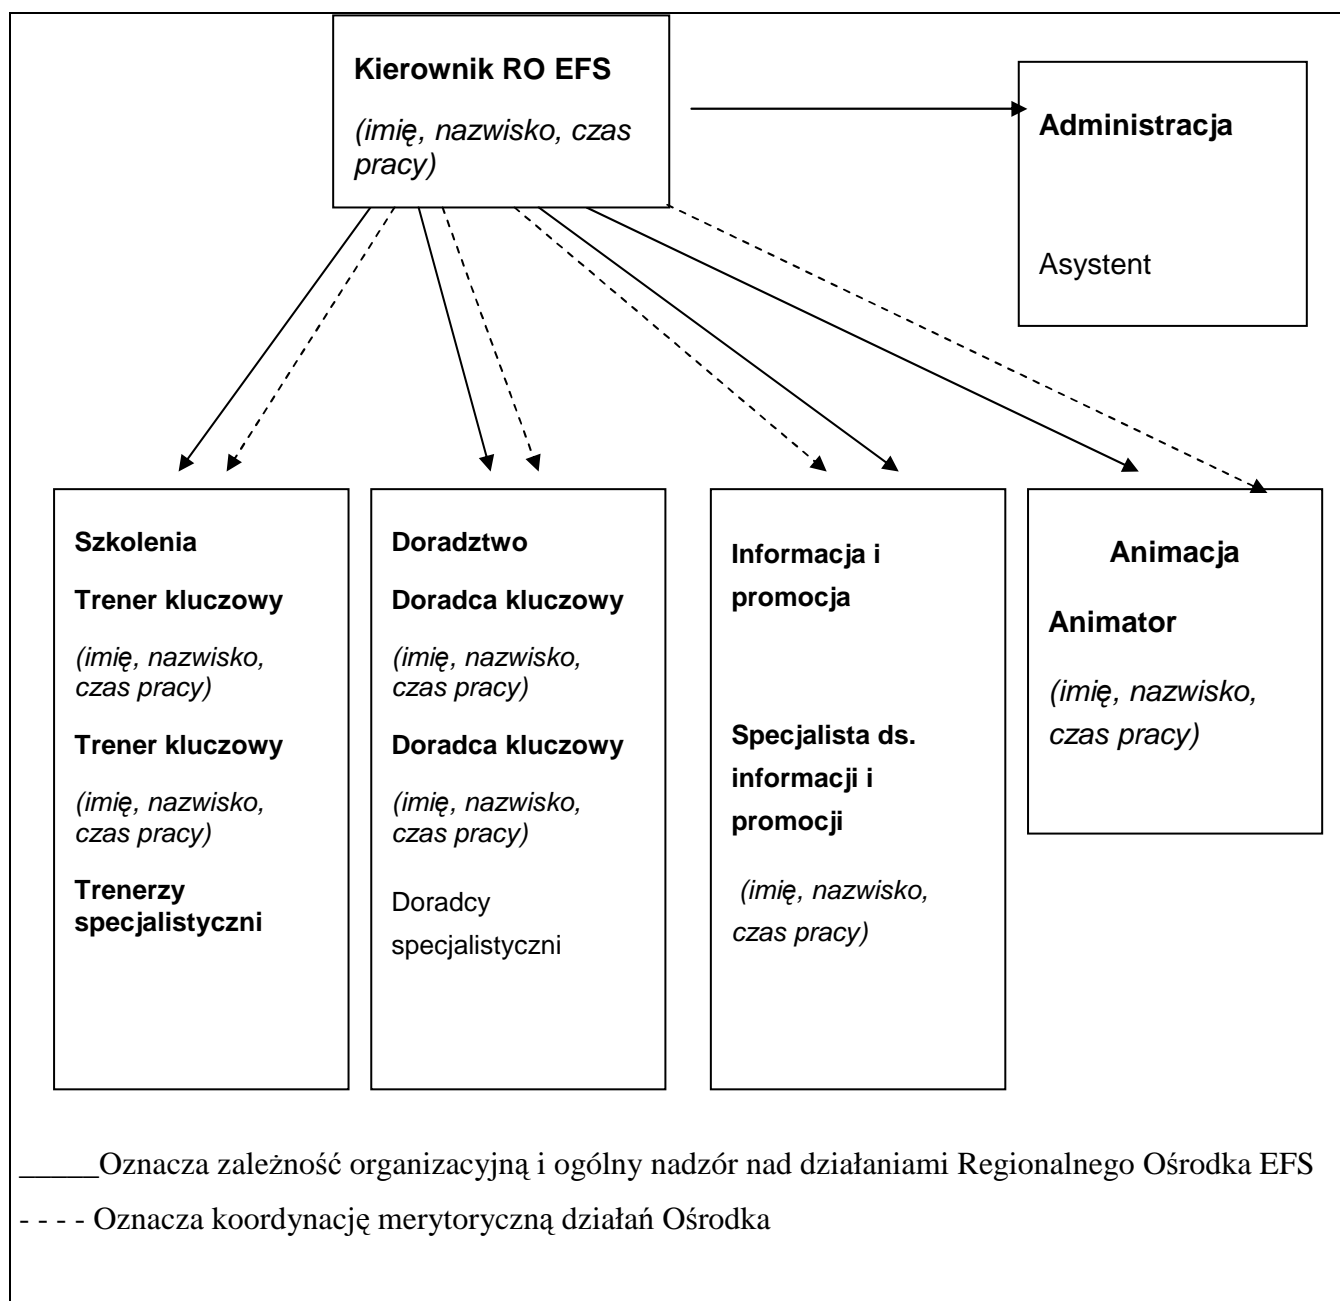 Kierownik RO EFS
(imię, nazwisko, czas
pracy)
Administracja
Asystent
Szkolenia
Trener kluczowy
(imię, nazwisko,
czas pracy)
Trener kluczowy
(imię, nazwisko,
czas pracy)
Trenerzy
specjalistyczni
Doradztwo
Doradca kluczowy
(imię, nazwisko,
czas pracy)
Doradca kluczowy
(imię, nazwisko,
czas pracy)
Doradcy
specjalistyczni
Informacja i
promocja
Specjalista ds.
informacji i
promocji
(imię, nazwisko,
czas pracy)
Animacja
Animator
(imię, nazwisko,
czas pracy)
_____Oznacza zależność organizacyjną i ogólny nadzór nad działaniami Regionalnego Ośrodka EFS
- - - - Oznacza koordynację merytoryczną działań Ośrodka